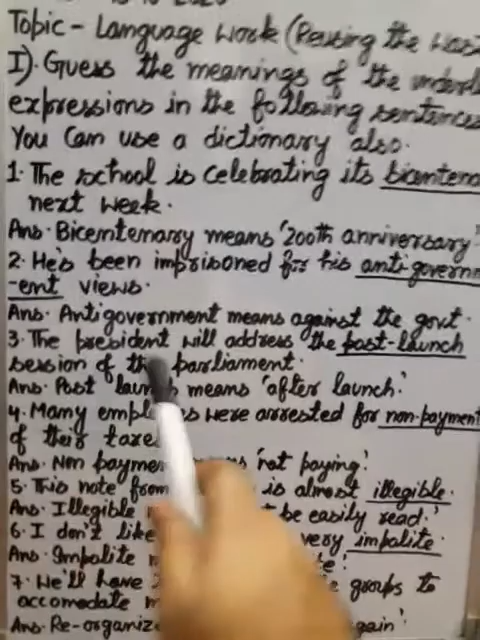 Topic - Language work (Reusing the
I). Guess the meanings of the
expressions in the following sentences
You can use a dictionary also.
1. The school is celebrating its
next week.
Ans. Bicentenary means '200th anniversary'
2. He's been imprisoned for his anti governm
-ent views.
Ans. Antigovernment means against the govt.
3. The president will address the post-launch
session of the parliament.
Ans. Post launch means 'after launch'.
4. Many were arrested for non-payment
of their
Ans. Non 'not paying'.
5. This note from is almost illegible.
Ans. Illegible be easily read.'
6. I don't like very impolite.
Ans. Impolite
7. We'll have groups to
accomodate
Ans.